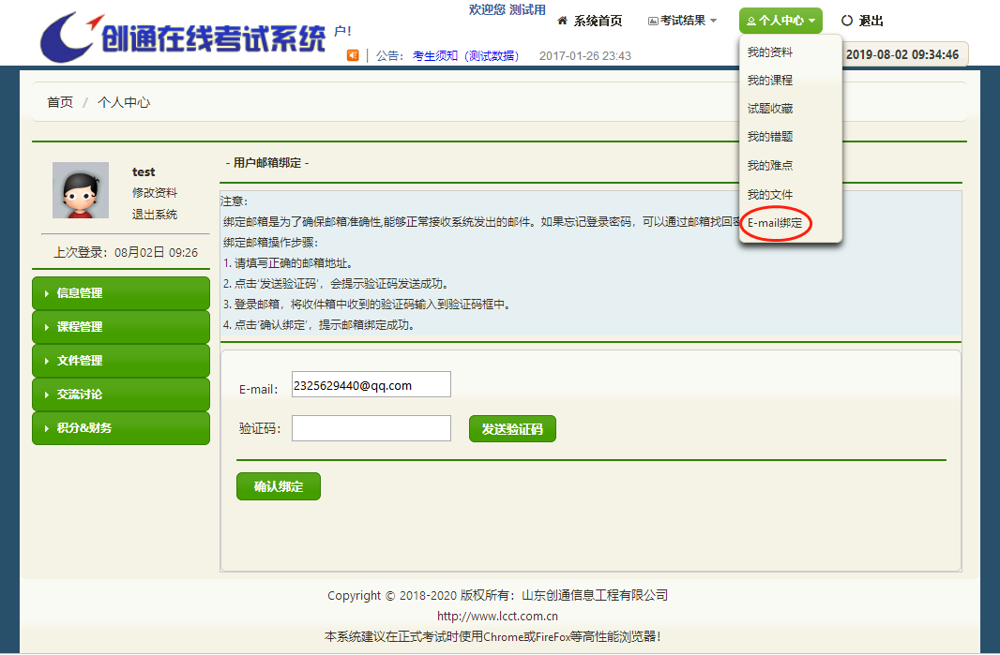 创通在线考试系统
欢迎您 测试用
户!
系统首页
考试结果
个人中心
退出
公告: 考生须知（测试数据） 2017-01-26 23:43
2019-08-02 09:34:46
我的资料
我的课程
试题收藏
我的错题
我的难点
我的文件
E-mail绑定
首页 / 个人中心
test
修改资料
退出系统
上次登录：08月02日 09:26
信息管理
课程管理
文件管理
交流讨论
积分&财务
- 用户邮箱绑定 -
注意：
绑定邮箱是为了确保邮箱准确性,能够正常接收系统发出的邮件。如果忘记登录密码，可以通过邮箱找回
绑定邮箱操作步骤：
1. 请填写正确的邮箱地址。
2. 点击‘发送验证码’，会提示验证码发送成功。
3. 登录邮箱，将收件箱中收到的验证码输入到验证码框中。
4. 点击‘确认绑定’，提示邮箱绑定成功。
E-mail： 2325629440@qq.com
验证码： 发送验证码
确认绑定
Copyright © 2018-2020 版权所有：山东创通信息工程有限公司
http://www.lcct.com.cn
本系统建议在正式考试时使用Chrome或FireFox等高性能浏览器！